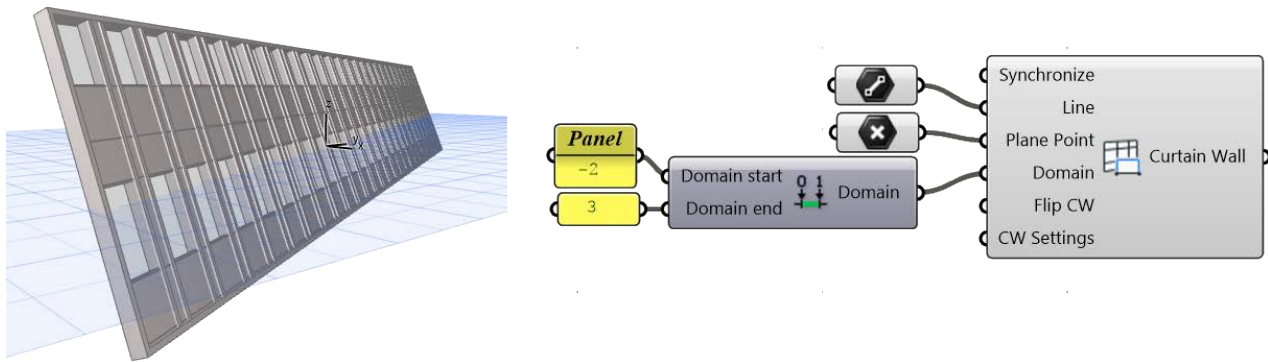 z
y
x
Panel
-2
3
Domain start
Domain end
0 1
Domain
Synchronize
Line
Plane Point
Domain
Flip CW
CW Settings
Curtain Wall